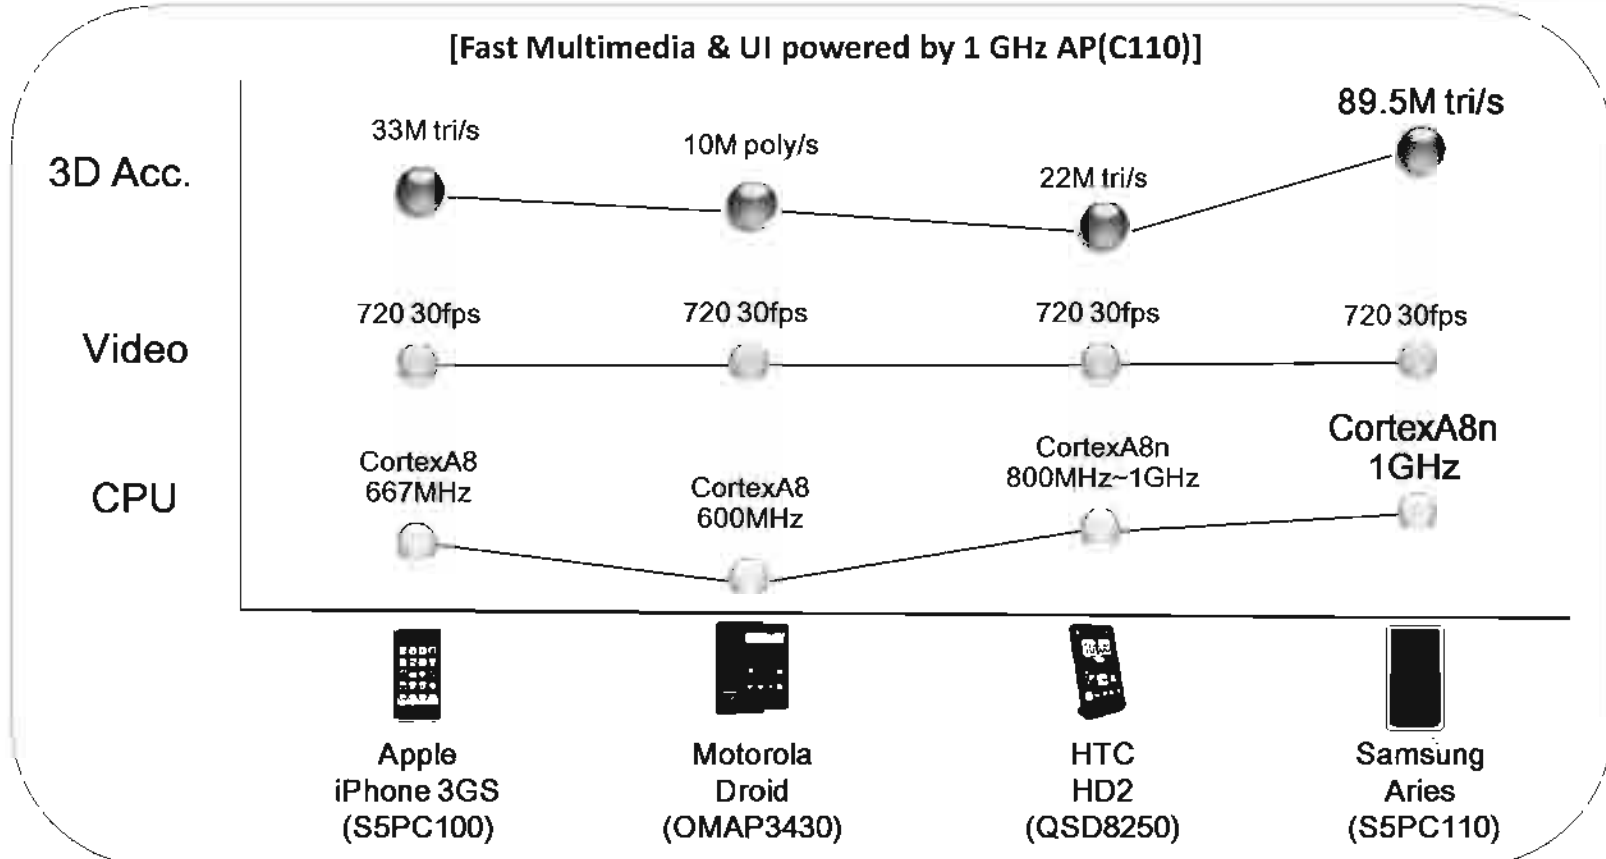 [Fast Multimedia & UI powered by 1 GHz AP(C110)]
3D Acc.
33M tri/s
10M poly/s
22M tri/s
89.5M tri/s
Video
720 30fps
720 30fps
720 30fps
720 30fps
CPU
CortexA8
667MHz
CortexA8
600MHz
CortexA8n
800MHz~1GHz
CortexA8n
1GHz
Apple
iPhone 3GS
(S5PC100)
Motorola
Droid
(OMAP3430)
HTC
HD2
(QSD8250)
Samsung
Aries
(S5PC110)